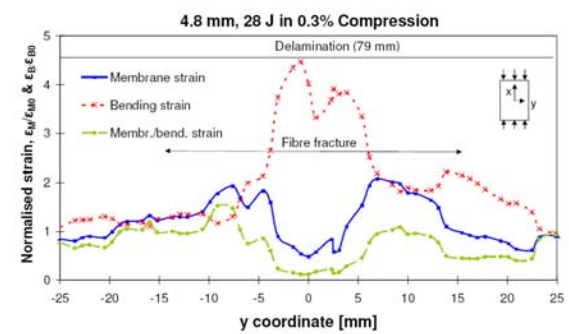 4.8 mm, 28 J in 0.3% Compression
5
4
3
2
1
0
Normalised strain, εM/εM0 & εB/εB0
Delamination (79 mm)
Membrane strain
Bending strain
Membr./bend. strain
x
y
Fibre fracture
-25 -20 -15 -10 -5 0 5 10 15 20 25
y coordinate [mm]